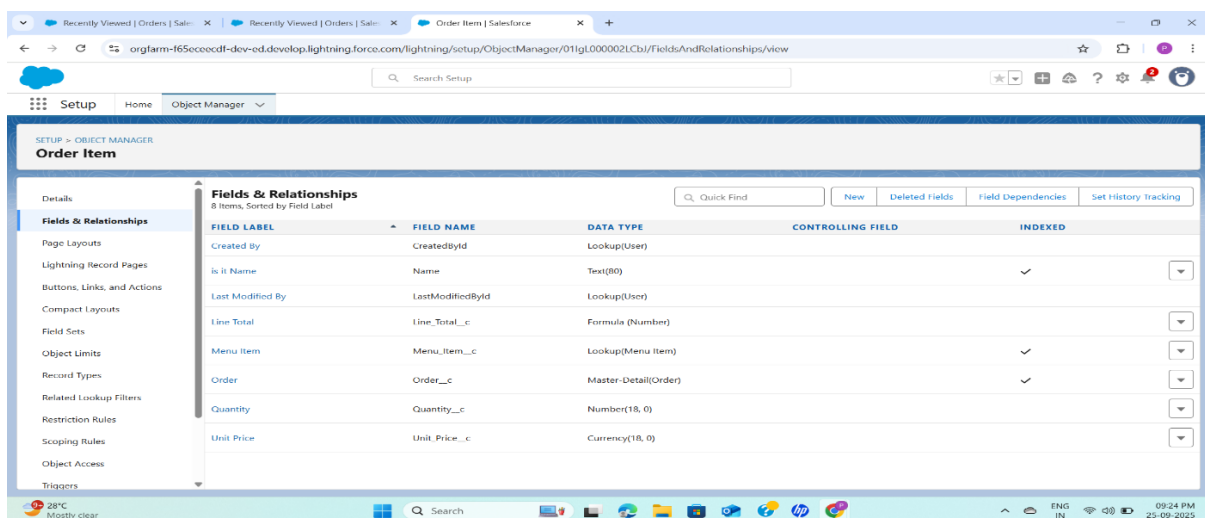 Recently Viewed | Orders | Sales
Recently Viewed | Orders | Sales
Order Item | Salesforce
orgfarm-f65eceecdf-dev-ed.develop.lightning.force.com/lightning/setup/ObjectManager/01IgL000002LCbJ/FieldsAndRelationships/view
P
Search Setup
2
Setup Home Object Manager
SETUP > OBJECT MANAGER
Order Item
Details
Fields & Relationships
Page Layouts
Lightning Record Pages
Buttons, Links, and Actions
Compact Layouts
Field Sets
Object Limits
Record Types
Related Lookup Filters
Restriction Rules
Scoping Rules
Object Access
Triggers
Fields & Relationships
8 Items, Sorted by Field Label
Quick Find New Deleted Fields Field Dependencies Set History Tracking
FIELD LABEL FIELD NAME DATA TYPE CONTROLLING FIELD INDEXED
Created By CreatedById Lookup(User)
is it Name Name Text(80)
Last Modified By LastModifiedById Lookup(User)
Line Total Line_Total__c Formula (Number)
Menu Item Menu_Item__c Lookup(Menu Item)
Order Order__c Master-Detail(Order)
Quantity Quantity__c Number(18, 0)
Unit Price Unit_Price__c Currency(18, 0)
9+ 28°C
Mostly clear
Search
hp
P
ENG
IN
09:24 PM
25-09-2025